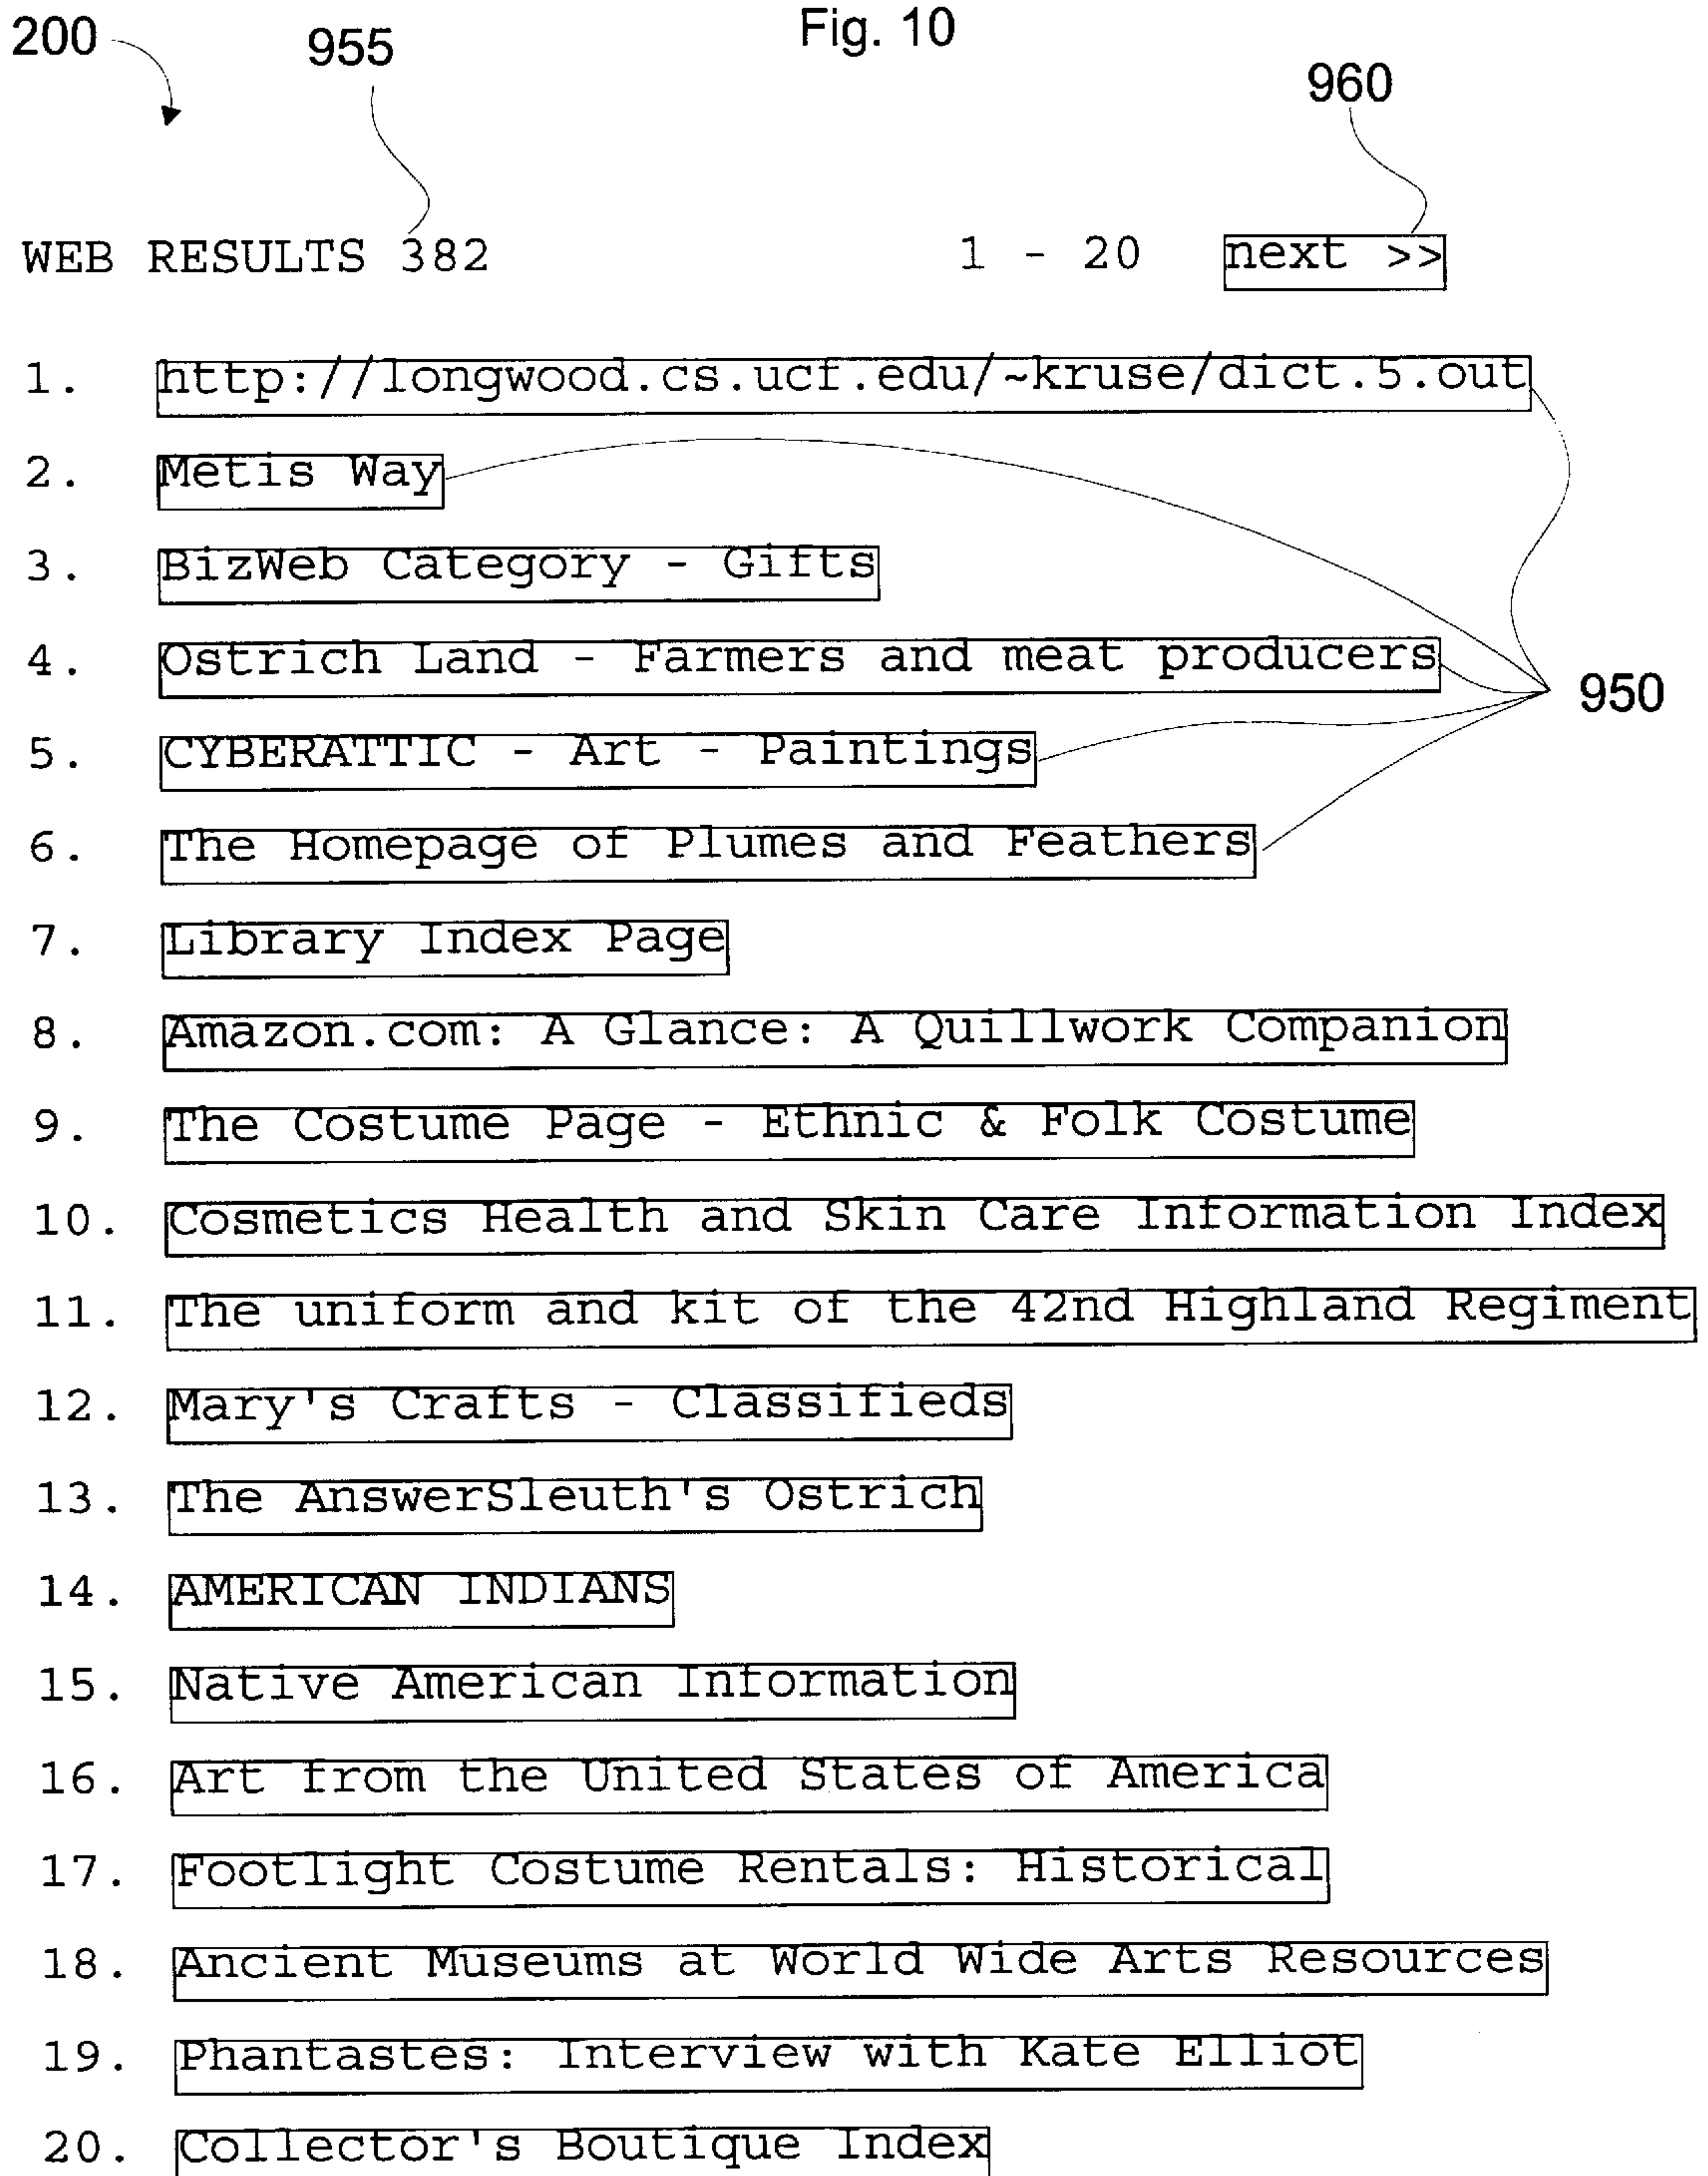 Fig. 10
200
955
960
WEB RESULTS 382 1 - 20 next >>
1. http://longwood.cs.ucf.edu/~kruse/dict.5.out
2. Metis Way
3. BizWeb Category - Gifts
4. Ostrich Land - Farmers and meat producers
950
5. CYBERATTIC - Art - Paintings
6. The Homepage of Plumes and Feathers
7. Library Index Page
8. Amazon.com: A Glance: A Quillwork Companion
9. The Costume Page - Ethnic & Folk Costume
10. Cosmetics Health and Skin Care Information Index
11. The uniform and kit of the 42nd Highland Regiment
12. Mary's Crafts - Classifieds
13. The AnswerSleuth's Ostrich
14. AMERICAN INDIANS
15. Native American Information
16. Art from the United States of America
17. Footlight Costume Rentals: Historical
18. Ancient Museums at World Wide Arts Resources
19. Phantastes: Interview with Kate Elliot
20. Collector's Boutique Index